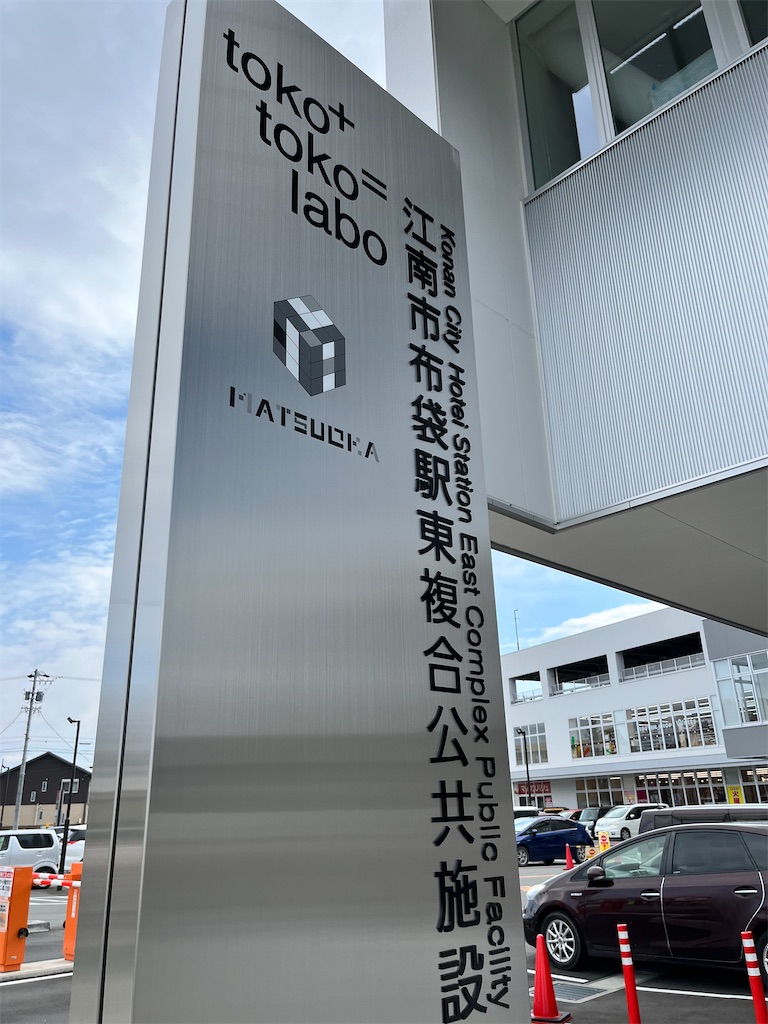 toko+
toko=
labo
MATSUOKA
江南市布袋駅東複合公共施設
Konan City Hotei Station East Complex Public Facility